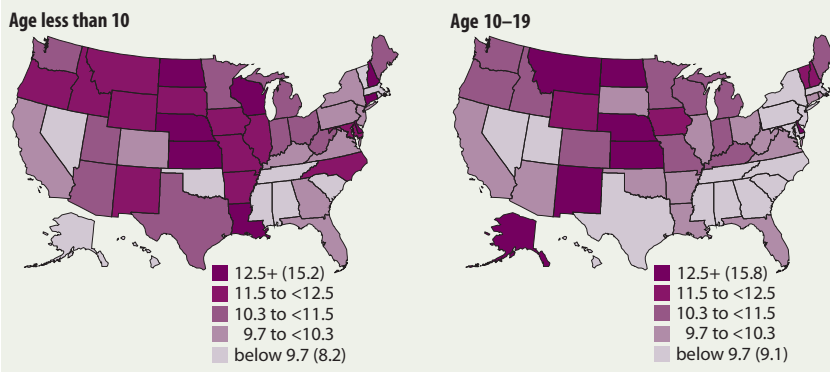 Age less than 10
12.5+ (15.2)
11.5 to <12.5
10.3 to <11.5
9.7 to <10.3
below 9.7 (8.2)
Age 10–19
12.5+ (15.8)
11.5 to <12.5
10.3 to <11.5
9.7 to <10.3
below 9.7 (9.1)